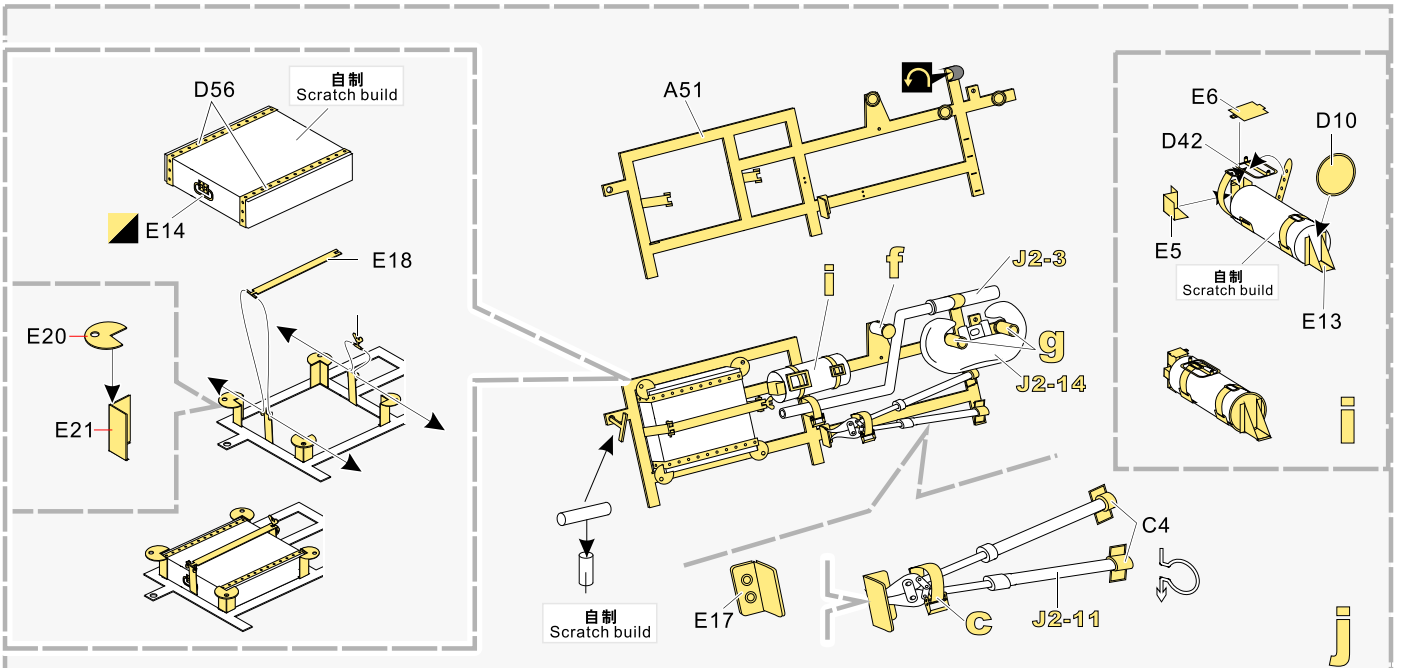 D56
自制
Scratch build
E14
E18
E20
E21
A51
i
f
J2-3
g
J2-14
自制
Scratch build
E17
C
J2-11
C4
E6
D42
D10
E5
自制
Scratch build
E13
i
j